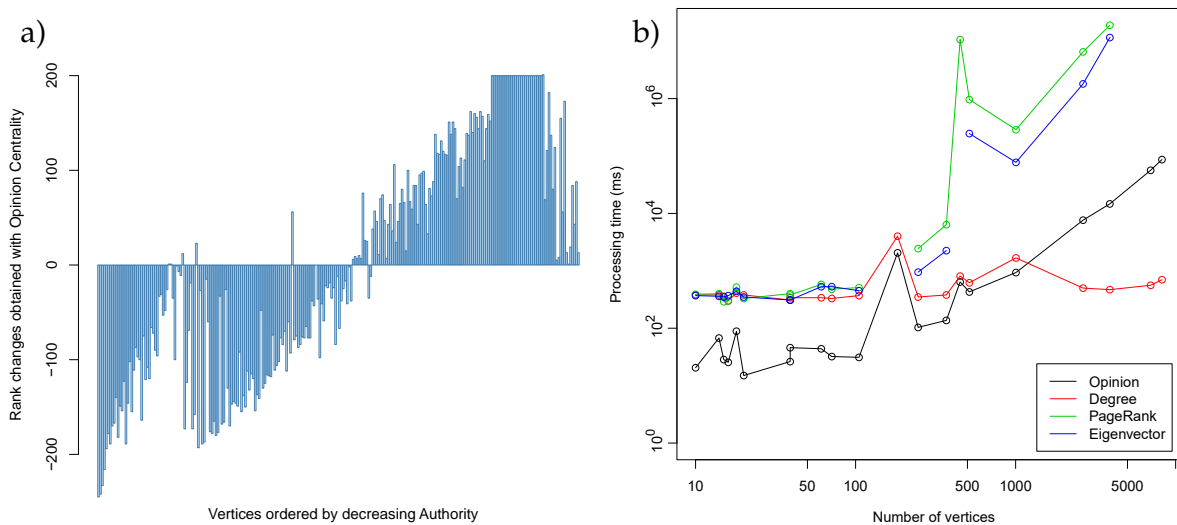 a)
Rank changes obtained with Opinion Centrality
200
100
0
−100
−200
Vertices ordered by decreasing Authority
b)
Processing time (ms)
10^6
10^4
10^2
10^0
10 50 100 500 1000 5000
Number of vertices
Opinion
Degree
PageRank
Eigenvector